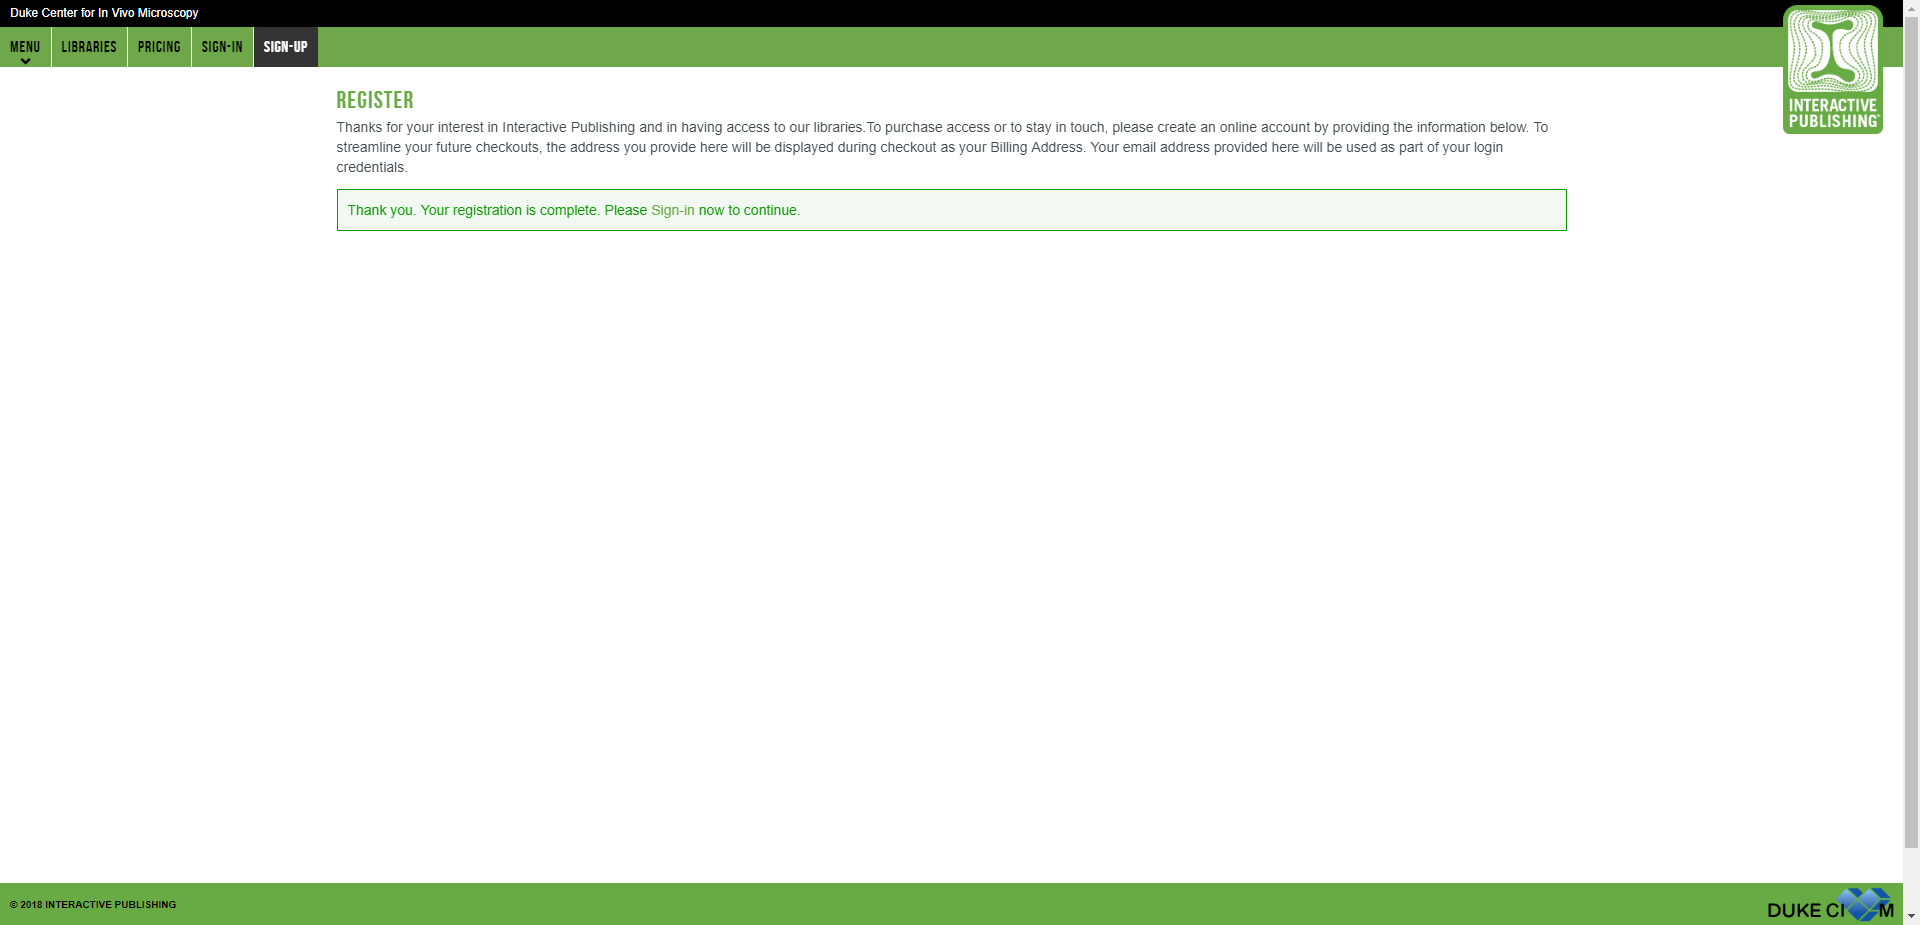 Duke Center for In Vivo Microscopy
MENU LIBRARIES PRICING SIGN-IN SIGN-UP
INTERACTIVE
PUBLISHING™
REGISTER
Thanks for your interest in Interactive Publishing and in having access to our libraries.To purchase access or to stay in touch, please create an online account by providing the information below. To
streamline your future checkouts, the address you provide here will be displayed during checkout as your Billing Address. Your email address provided here will be used as part of your login
credentials.
Thank you. Your registration is complete. Please Sign-in now to continue.
© 2018 INTERACTIVE PUBLISHING
DUKE CIVM